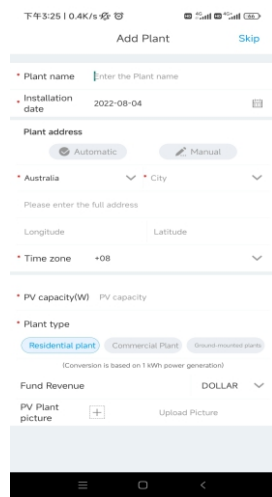 下午3:25 | 0.4K/s
Add Plant Skip
* Plant name Enter the Plant name
* Installation date 2022-08-04
Plant address
Automatic Manual
* Australia * City
Please enter the full address
Longitude Latitude
* Time zone +08
* PV capacity(W) PV capacity
* Plant type
Residential plant Commercial Plant Ground-mounted plants
(Conversion is based on 1 kWh power generation)
Fund Revenue DOLLAR
PV Plant picture + Upload Picture